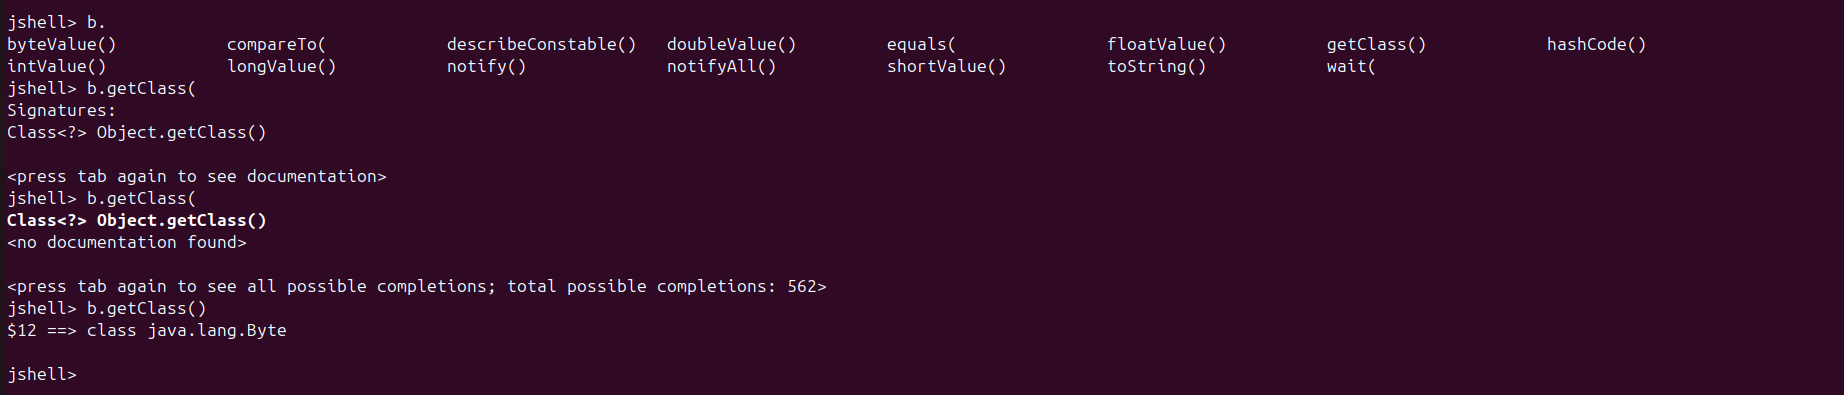 jshell> b.
byteValue() compareTo( describeConstable() doubleValue() equals( floatValue() getClass() hashCode()
intValue() longValue() notify() notifyAll() shortValue() toString() wait(
jshell> b.getClass(
Signatures:
Class<?> Object.getClass()
<press tab again to see documentation>
jshell> b.getClass(
Class<?> Object.getClass()
<no documentation found>
<press tab again to see all possible completions; total possible completions: 562>
jshell> b.getClass()
$12 ==> class java.lang.Byte
jshell>